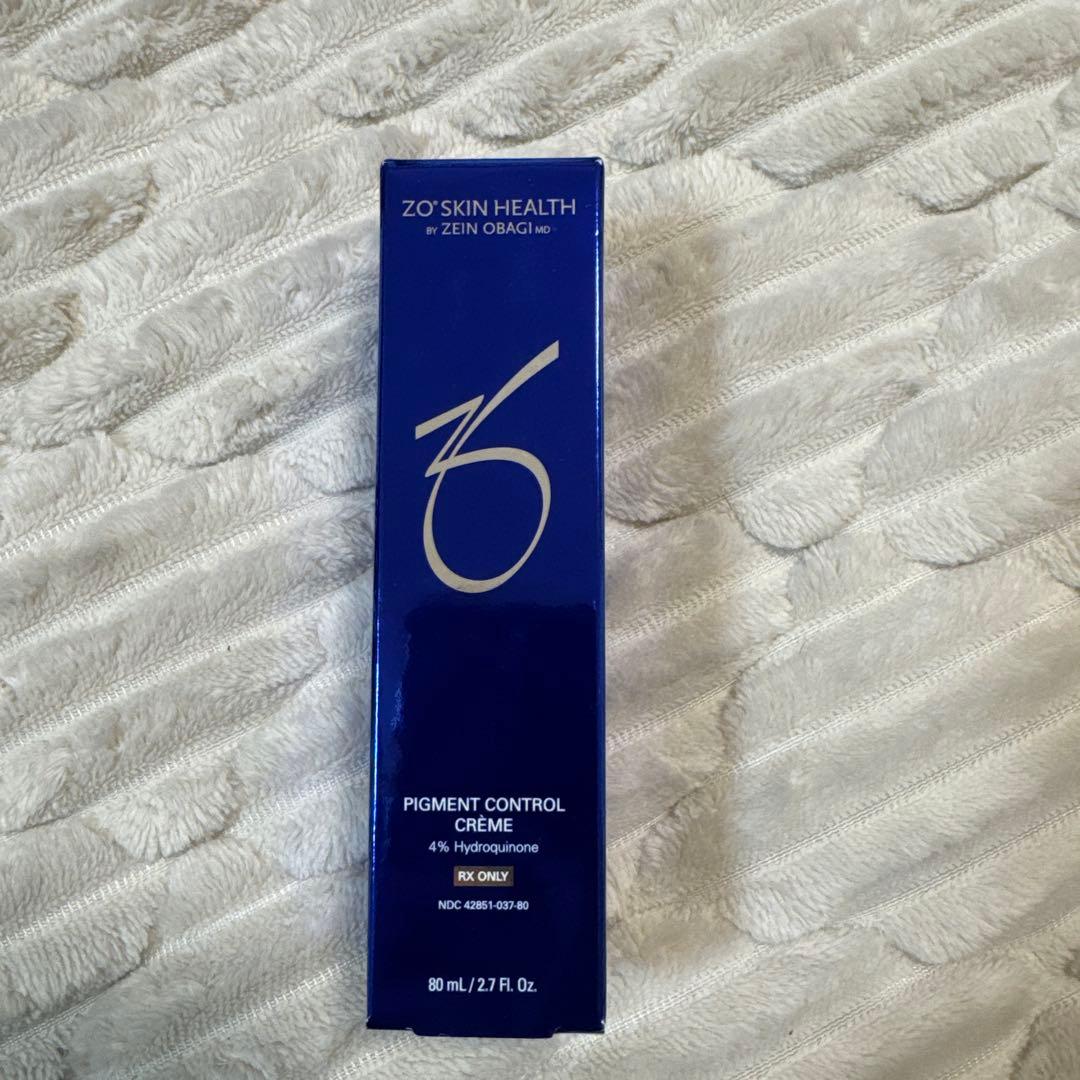 ZO® SKIN HEALTH
BY ZEIN OBAGI MD
ZO
PIGMENT CONTROL
CRÈME
4% Hydroquinone
RX ONLY
NDC 42851-037-80
80 mL / 2.7 Fl. Oz.